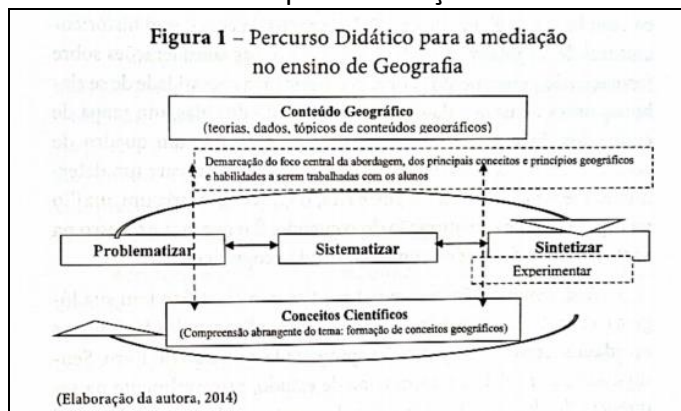 Figura 1 – Percurso Didático para a mediação
no ensino de Geografia
Conteúdo Geográfico
(teorias, dados, tópicos de conteúdos geográficos)
Demarcação do foco central da abordagem, dos principais conceitos e princípios geográficos
e habilidades a serem trabalhadas com os alunos
Problematizar
Sistematizar
Sintetizar
Experimentar
Conceitos Científicos
(Compreensão abrangente do tema: formação de conceitos geográficos)
(Elaboração da autora, 2014)